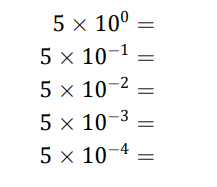 5 × 10⁰ =
5 × 10⁻¹ =
5 × 10⁻² =
5 × 10⁻³ =
5 × 10⁻⁴ =